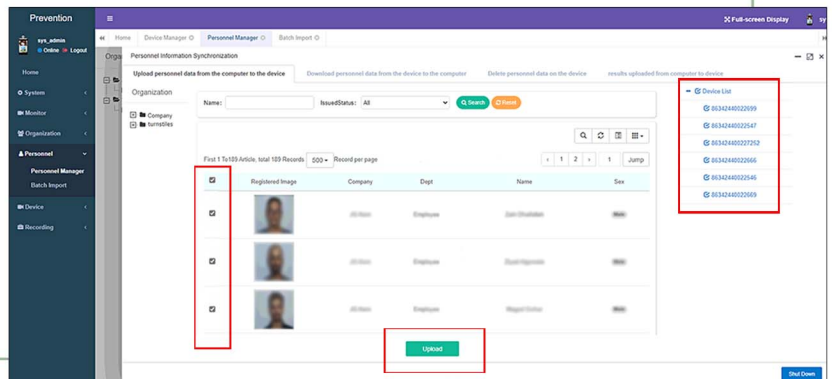 Prevention
Full-screen Display
sy
sys_admin
Online Logout
Home Device Manager Personnel Manager Batch Import
Orga
Personnel Information Synchronization
Upload personnel data from the computer to the device
Download personnel data from the device to the computer
Delete personnel data on the device
results uploaded from computer to device
Home
System
Monitor
Organization
Personnel
Personnel Manager
Batch Import
Device
Recording
Organization
Company
turnstiles
Name:
IssuedStatus: All
Search
Reset
First 1 To189 Article, total 189 Records 500 Record per page
‹ 1 2 › 1 Jump
Registered Image Company Dept Name Sex
Employee
Employee
Employee
Upload
Device List
86342440022699
86342440022547
863424400207252
86342440022666
86342440022546
86342440022669
Shut Down